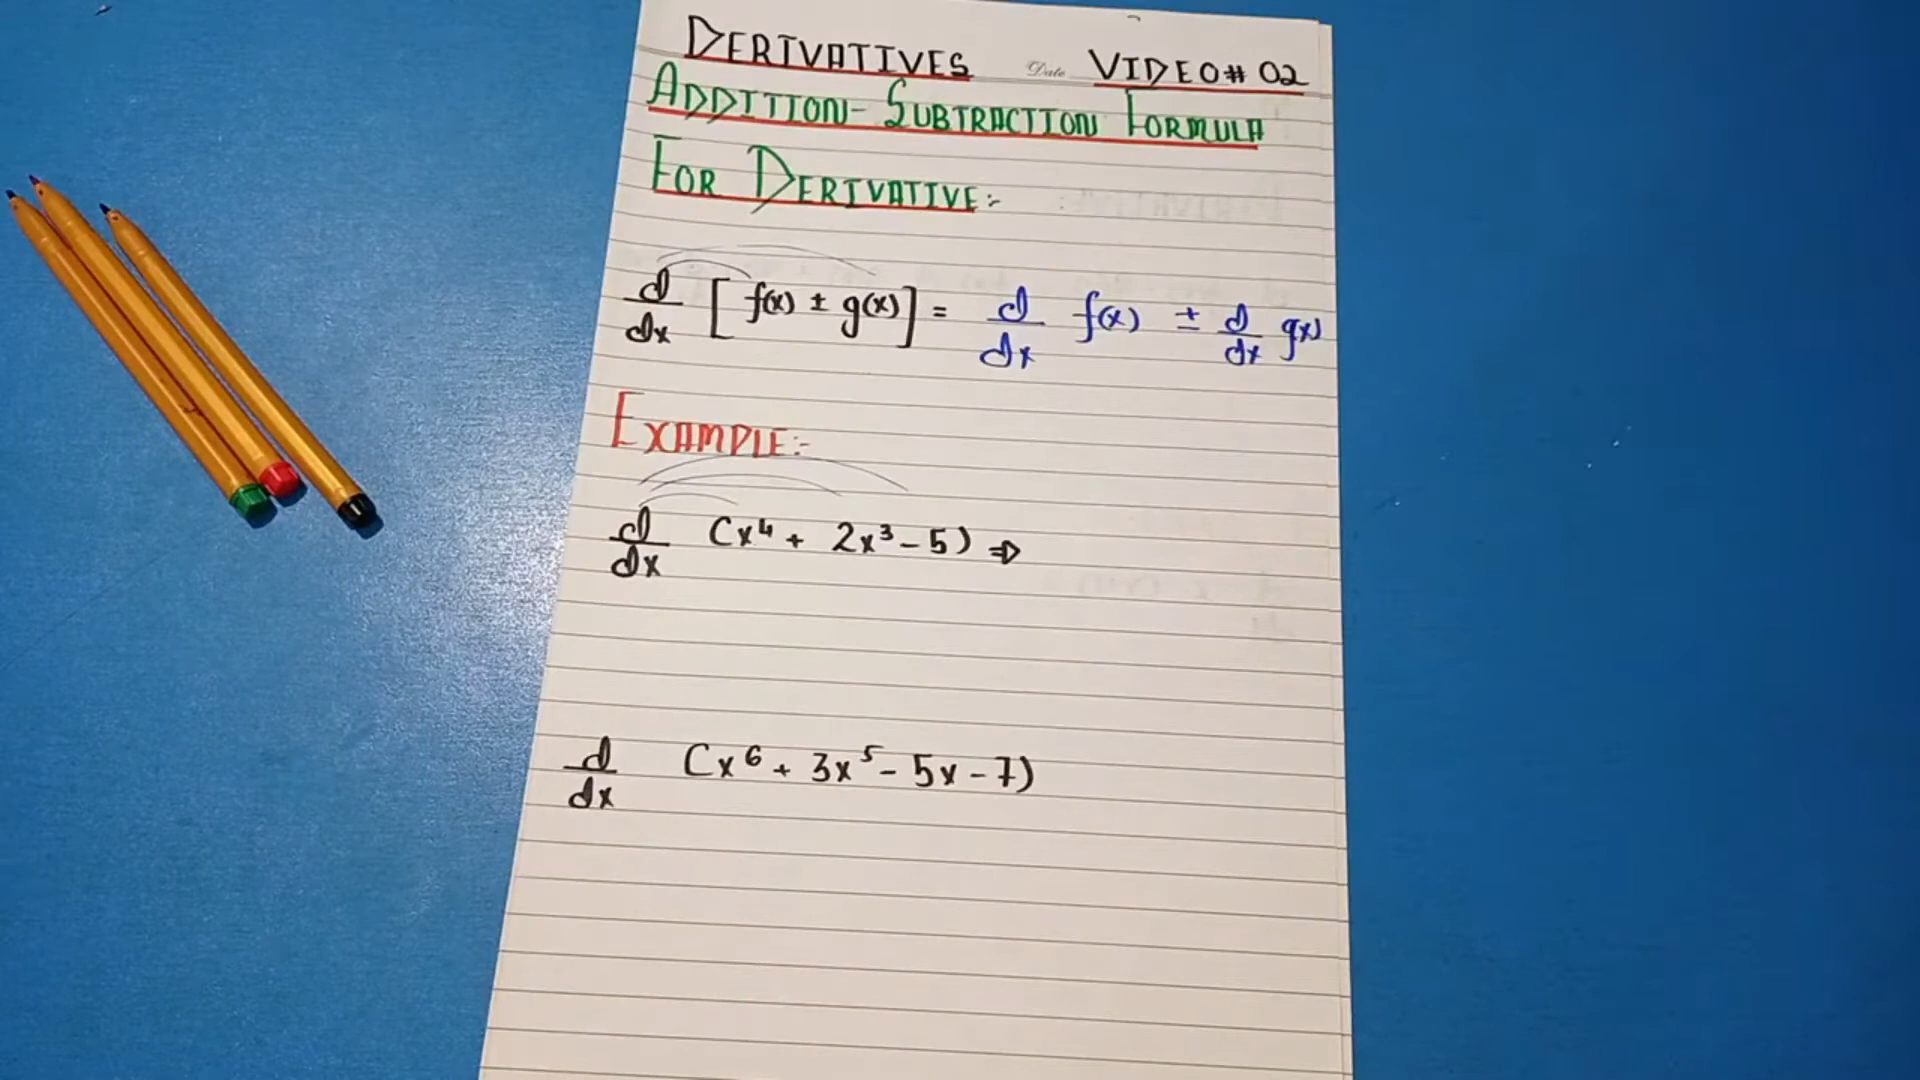 DERIVATIVES Date VIDEO# 02
ADDITION-SUBTRACTION FORMULA
FOR DERIVATIVE:-
d/dx [f(x) ± g(x)] = d/dx f(x) ± d/dx g(x)
EXAMPLE:-
d/dx (x⁴ + 2x³ - 5) ⇒
d/dx (x⁶ + 3x⁵ - 5x - 7)